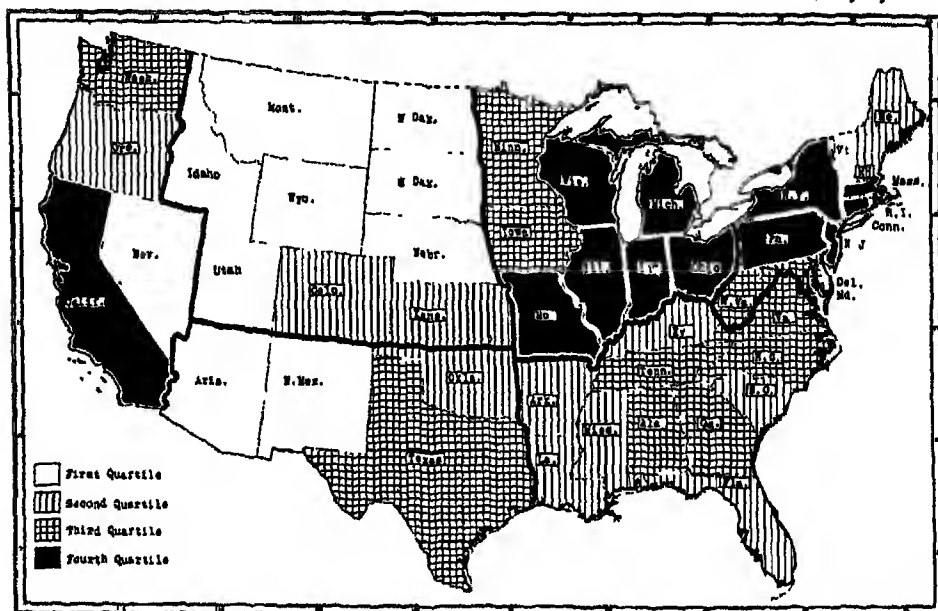 Wash.
Mont.
N Dak.
Minn.
Me.
Ore.
Vt
Idaho
Wis.
NH
Mass.
Wyo.
Mich.
N.Y.
R.I.
Conn.
Iowa
Pa.
N J
Nev.
Nebr.
Ill.
Ohio
Utah
Del.
Calif.
Colo.
W.Va.
Md.
Kans.
Mo
Va.
Ky
N.C.
Ariz.
N.Mex.
Okla.
Tenn.
S.C.
Ark.
Miss.
Ala
Ga.
Texas
La.
Fla.
First Quartile
Second Quartile
Third Quartile
Fourth Quartile